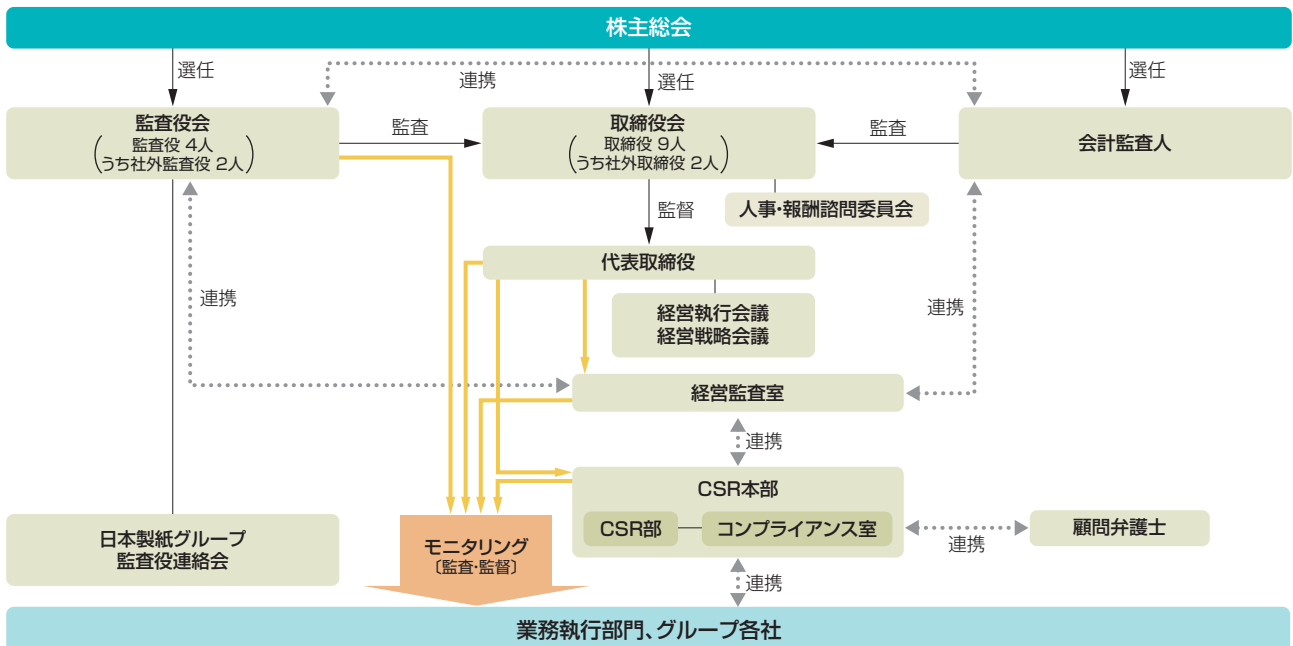 株主総会
選任
連携
選任
選任
監査役会
監査役 4人
(うち社外監査役 2人)
監査
取締役会
取締役 9人
(うち社外取締役 2人)
監査
会計監査人
監督
人事・報酬諮問委員会
代表取締役
連携
経営執行会議
経営戦略会議
連携
経営監査室
連携
CSR本部
CSR部
コンプライアンス室
連携
顧問弁護士
日本製紙グループ
監査役連絡会
モニタリング
〔監査・監督〕
連携
業務執行部門、グループ各社